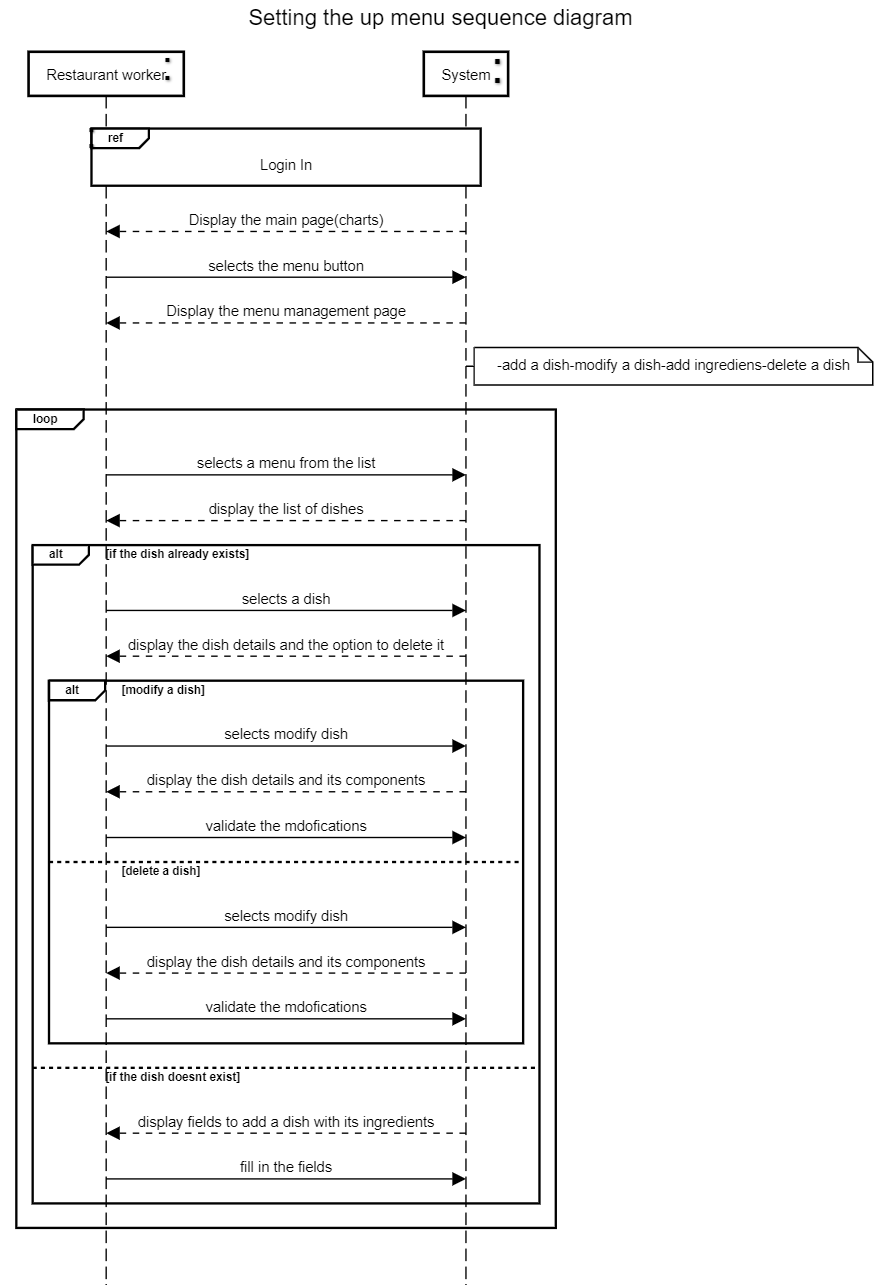 Setting the up menu sequence diagram
Restaurant worker
System
ref
Login In
Display the main page(charts)
selects the menu button
Display the menu management page
-add a dish-modify a dish-add ingrediens-delete a dish
loop
selects a menu from the list
display the list of dishes
alt
[if the dish already exists]
selects a dish
display the dish details and the option to delete it
alt
[modify a dish]
selects modify dish
display the dish details and its components
validate the mdofications
[delete a dish]
selects modify dish
display the dish details and its components
validate the mdofications
[if the dish doesnt exist]
display fields to add a dish with its ingredients
fill in the fields